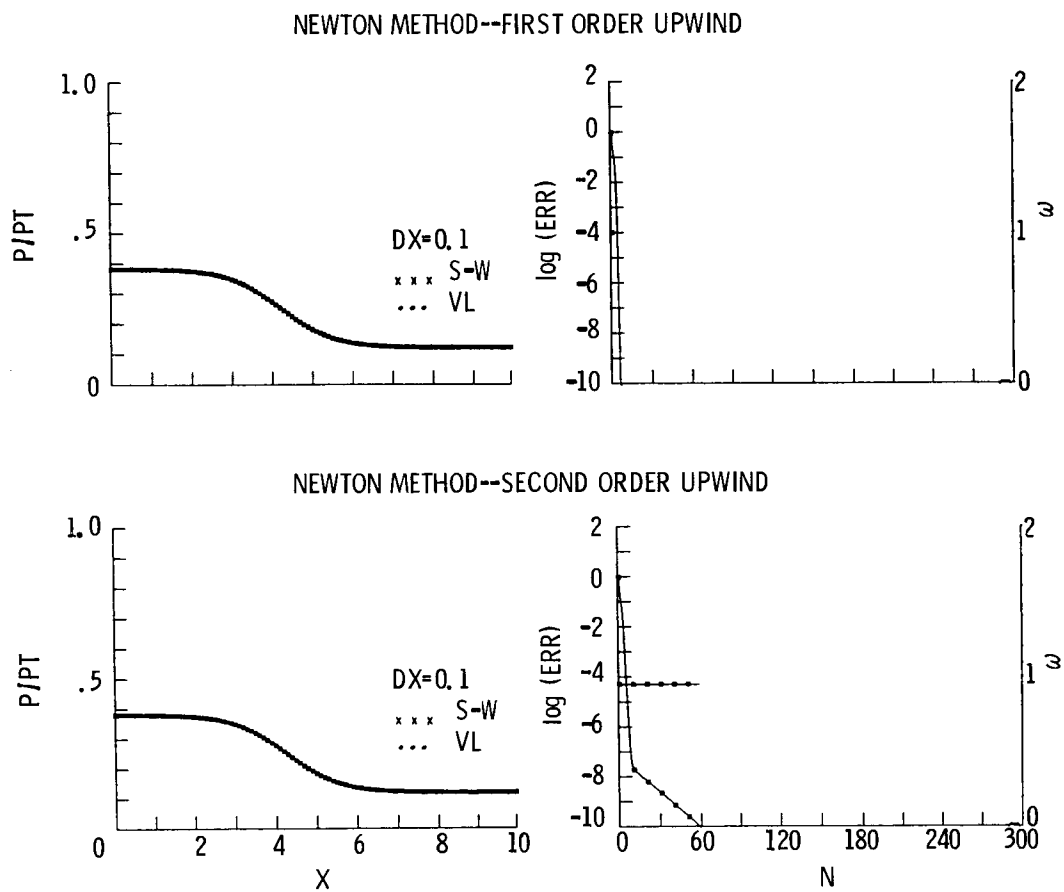 NEWTON METHOD--FIRST ORDER UPWIND
1.0
.5
0
P/PT
DX=0.1
x x x S-W
... VL
2
0
-2
-4
-6
-8
-10
log (ERR)
2
1
0
ω
NEWTON METHOD--SECOND ORDER UPWIND
1.0
.5
0
P/PT
DX=0.1
x x x S-W
... VL
0 2 4 6 8 10
X
2
0
-2
-4
-6
-8
-10
log (ERR)
2
1
0
ω
0 60 120 180 240 300
N